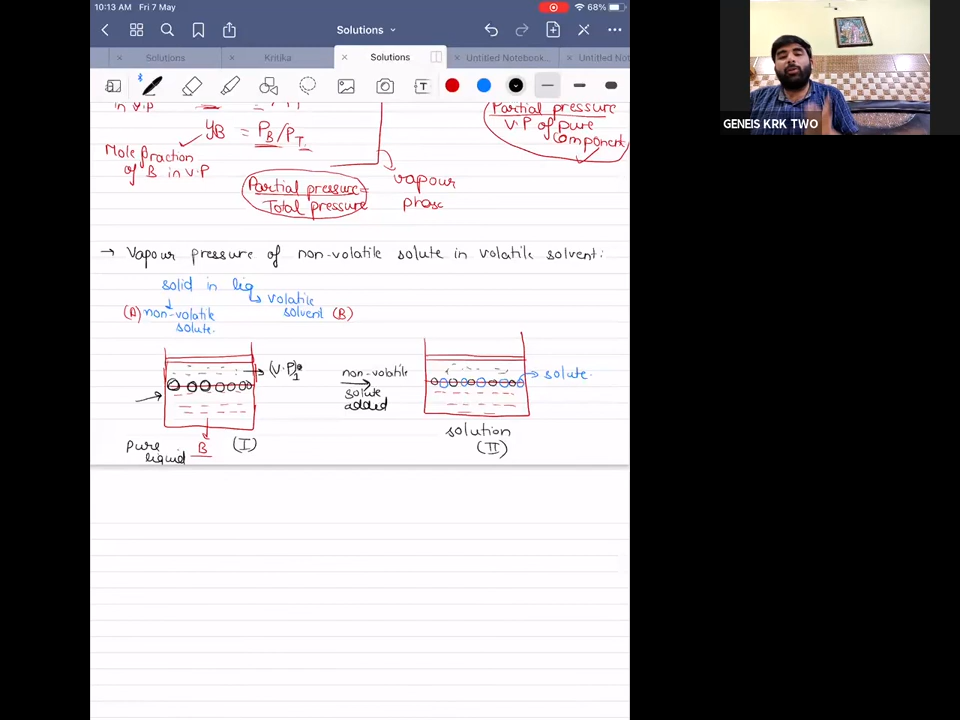 10:13 AM Fri 7 May
68%
Solutions
Solutions
Kritika
Solutions
Untitled Notebook...
Untitled Not
in V.P
yB = PB/PT.
Mole fraction
of B in V.P
Partial pressure
Total pressure
vapour
phase
Partial pressure
V.P of pure
Component
→ Vapour pressure of non-volatile solute in volatile solvent:
solid in liq
volatile
solvent (B)
(A) non-volatile
solute.
(V.P)1
non-volatile
solute
added
solute.
Pure
liquid
B
(I)
solution
(II)
GENEIS KRK TWO